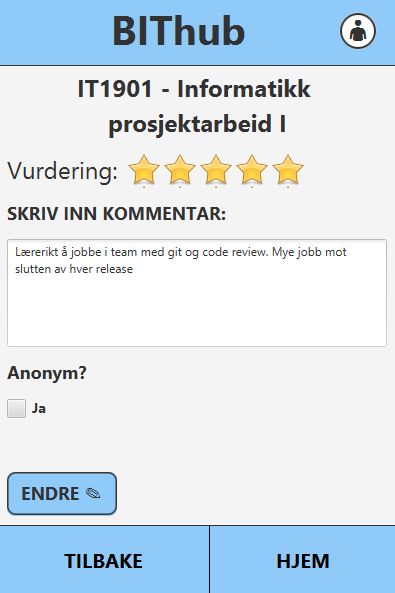 BIThub
IT1901 - Informatikk
prosjektarbeid I
Vurdering:
SKRIV INN KOMMENTAR:
Lærerikt å jobbe i team med git og code review. Mye jobb mot
slutten av hver release
Anonym?
Ja
ENDRE ✎
TILBAKE
HJEM